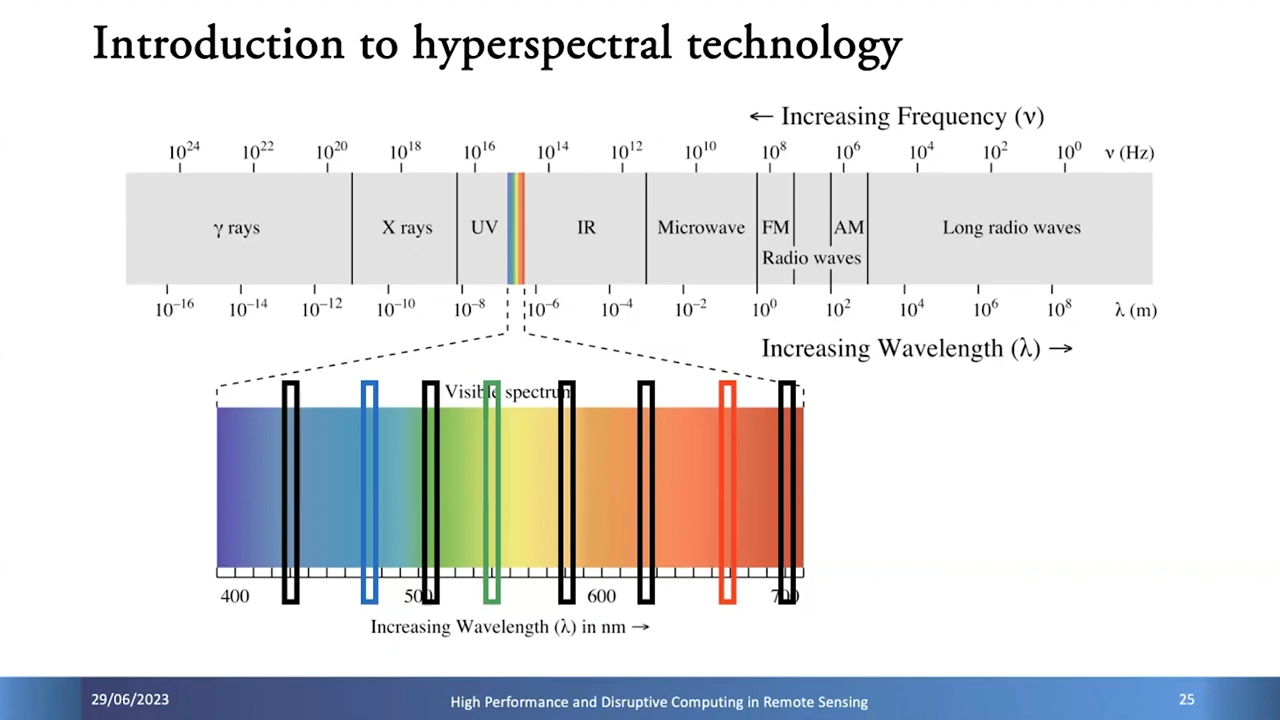 Introduction to hyperspectral technology
← Increasing Frequency (ν)
10²⁴ 10²² 10²⁰ 10¹⁸ 10¹⁶ 10¹⁴ 10¹² 10¹⁰ 10⁸ 10⁶ 10⁴ 10² 10⁰ ν (Hz)
γ rays X rays UV IR Microwave FM AM Long radio waves
Radio waves
10⁻¹⁶ 10⁻¹⁴ 10⁻¹² 10⁻¹⁰ 10⁻⁸ 10⁻⁶ 10⁻⁴ 10⁻² 10⁰ 10² 10⁴ 10⁶ 10⁸ λ (m)
Increasing Wavelength (λ) →
Visible spectrum
400 500 600 700
Increasing Wavelength (λ) in nm →
29/06/2023 High Performance and Disruptive Computing in Remote Sensing 25